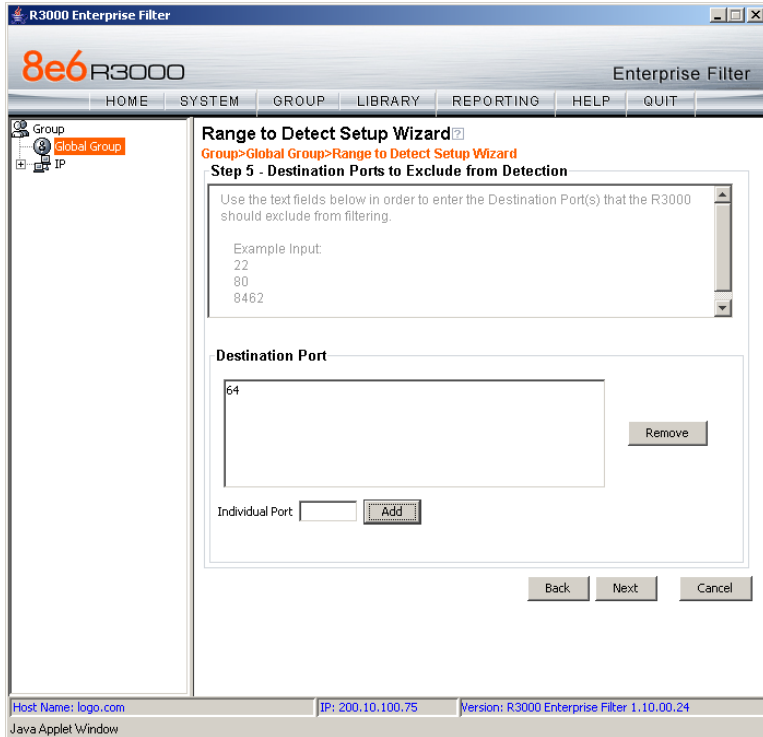 R3000 Enterprise Filter
8e6 R3000
Enterprise Filter
HOME SYSTEM GROUP LIBRARY REPORTING HELP QUIT
Group
Global Group
IP
Range to Detect Setup Wizard ?
Group>Global Group>Range to Detect Setup Wizard
Step 5 - Destination Ports to Exclude from Detection
Use the text fields below in order to enter the Destination Port(s) that the R3000
should exclude from filtering.
Example Input:
22
80
8462
Destination Port
64
Remove
Individual Port Add
Back Next Cancel
Host Name: logo.com IP: 200.10.100.75 Version: R3000 Enterprise Filter 1.10.00.24
Java Applet Window